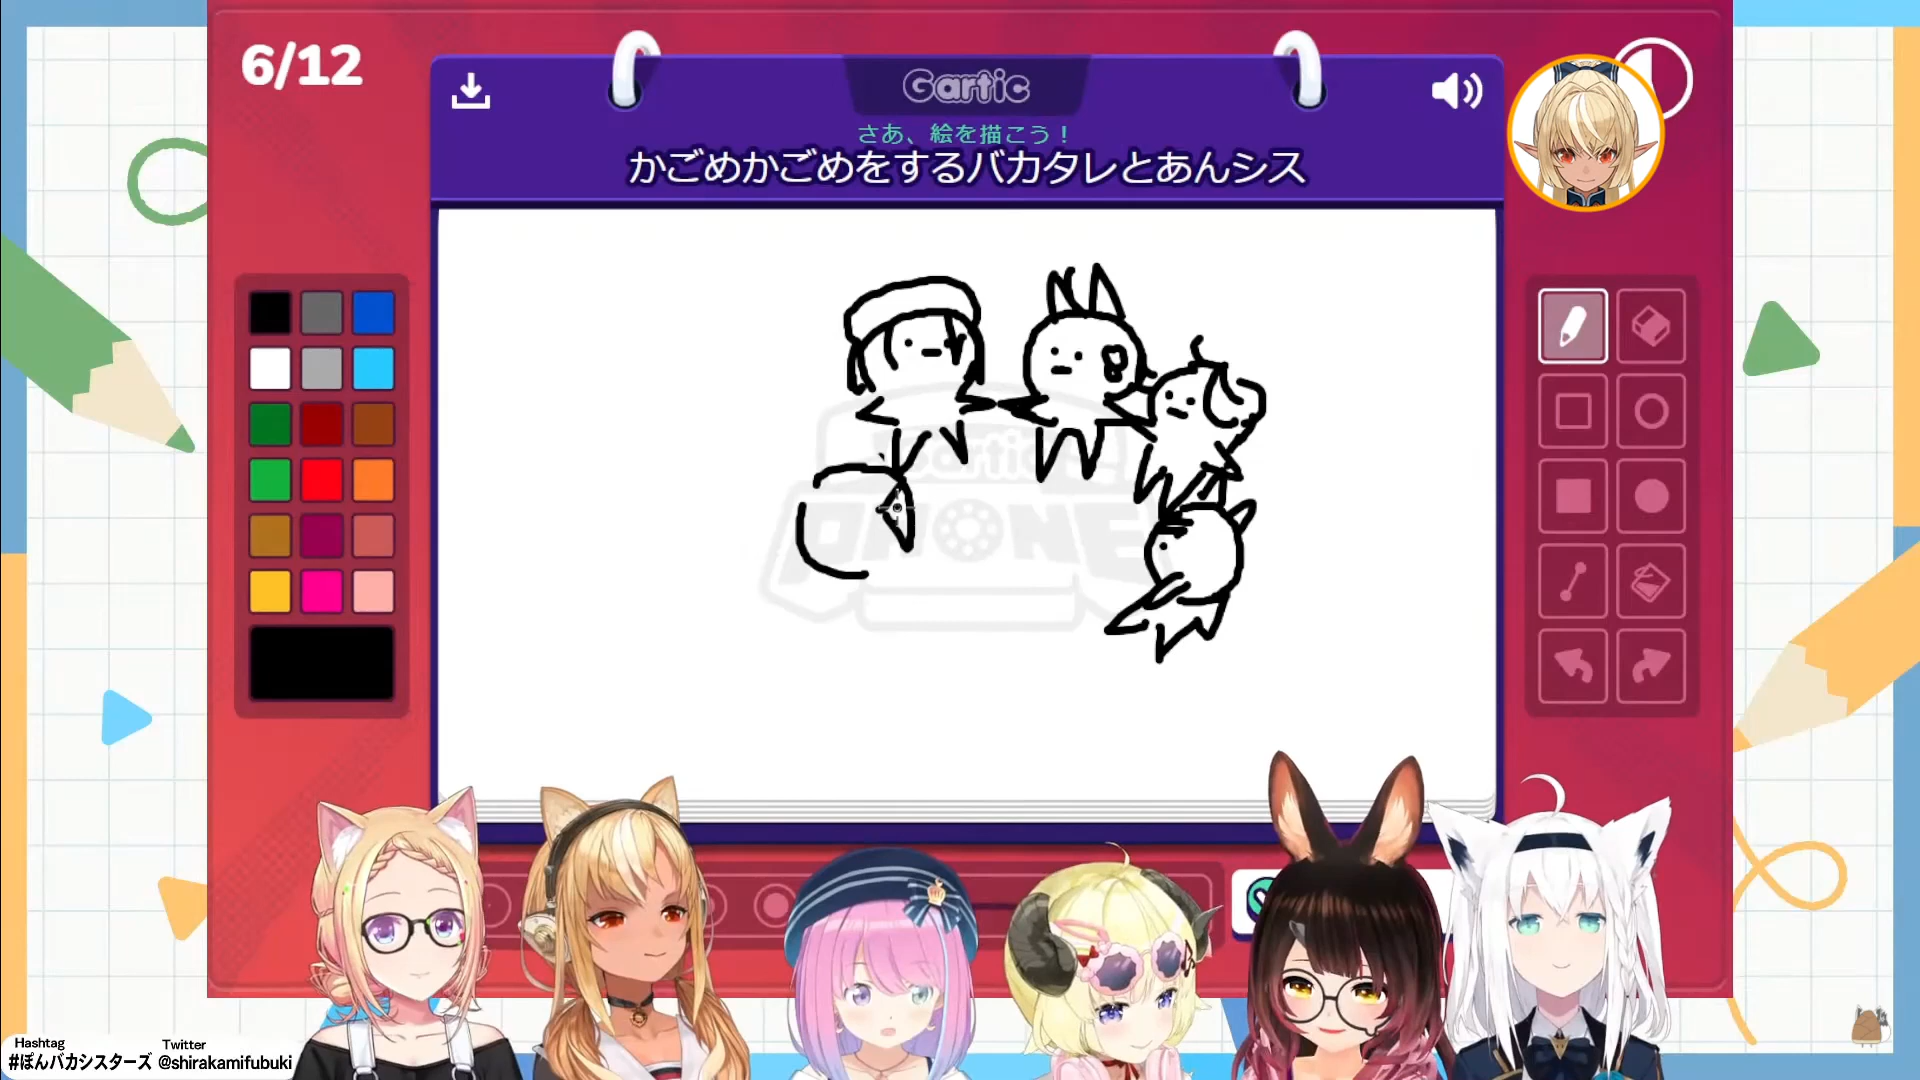 6/12
Gartic
さあ、絵を描こう！
かごめかごめをするバカタレとあんシス
Gartic
PHONE
Hashtag
#ぽんバカシスターズ
Twitter
@shirakamifubuki